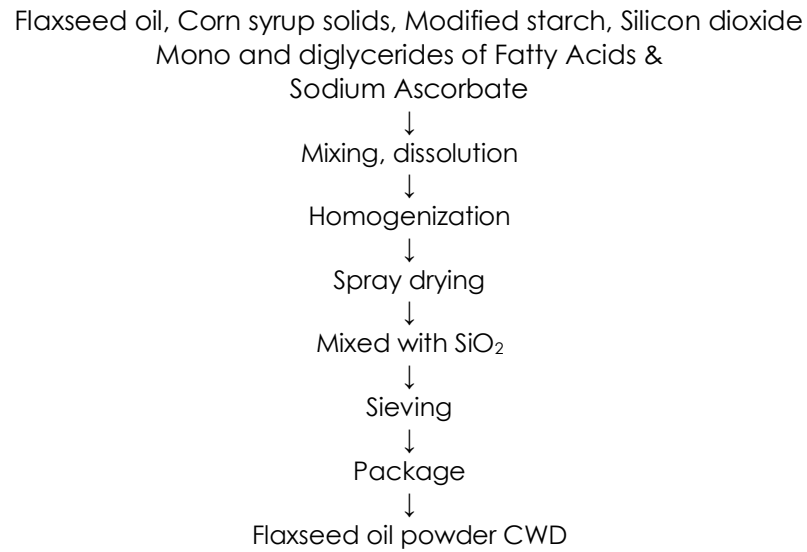 Flaxseed oil, Corn syrup solids, Modified starch, Silicon dioxide
Mono and diglycerides of Fatty Acids &
Sodium Ascorbate
↓
Mixing, dissolution
↓
Homogenization
↓
Spray drying
↓
Mixed with SiO₂
↓
Sieving
↓
Package
↓
Flaxseed oil powder CWD